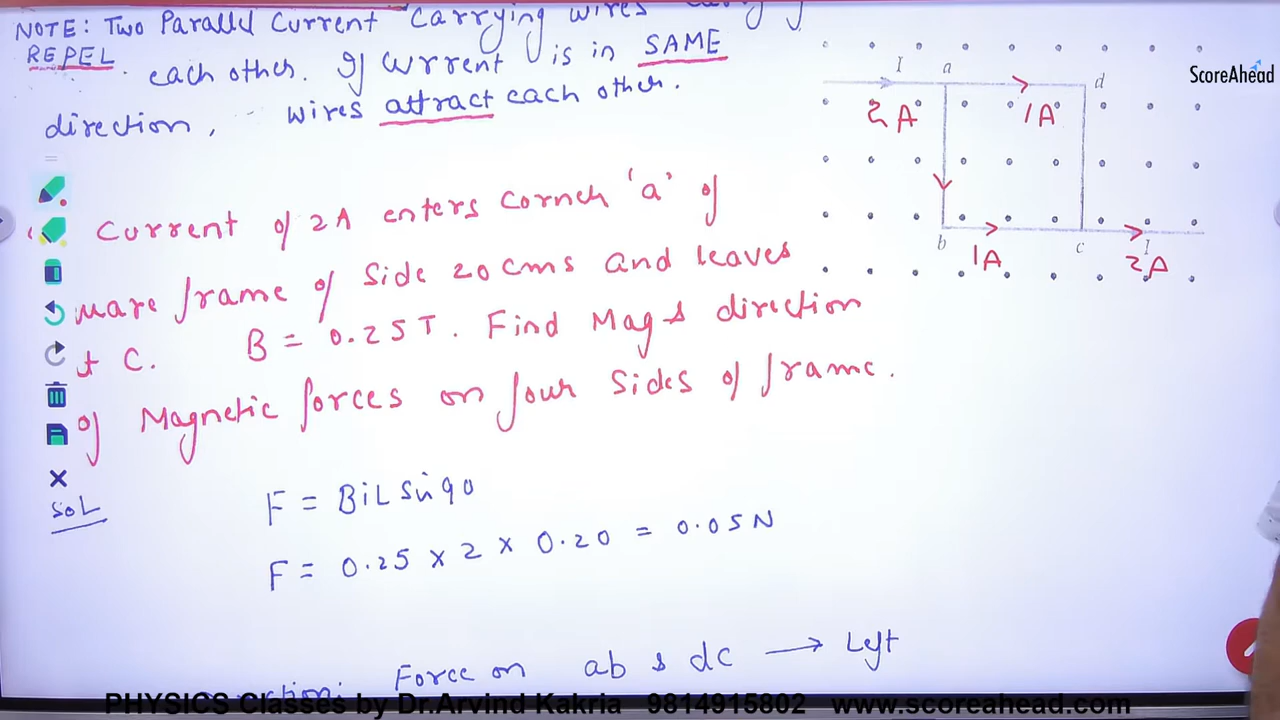 NOTE: Two Parallel Current Carrying wires
REPEL each other. If current is in SAME
direction, wires attract each other.
ScoreAhead
I a d
2A 1A
b c I
1A 2A
Current of 2A enters corner 'a' of
uare frame of side 20 cms and leaves
t C. B = 0.25T. Find Mag & direction
of Magnetic forces on four sides of frame.
Sol
F = BiL Sin 90
F = 0.25 x 2 x 0.20 = 0.05 N
ction: Force on ab & dc → Left
PHYSICS Classes by Dr.Arvind Kakria 9814915802 www.scoreahead.com